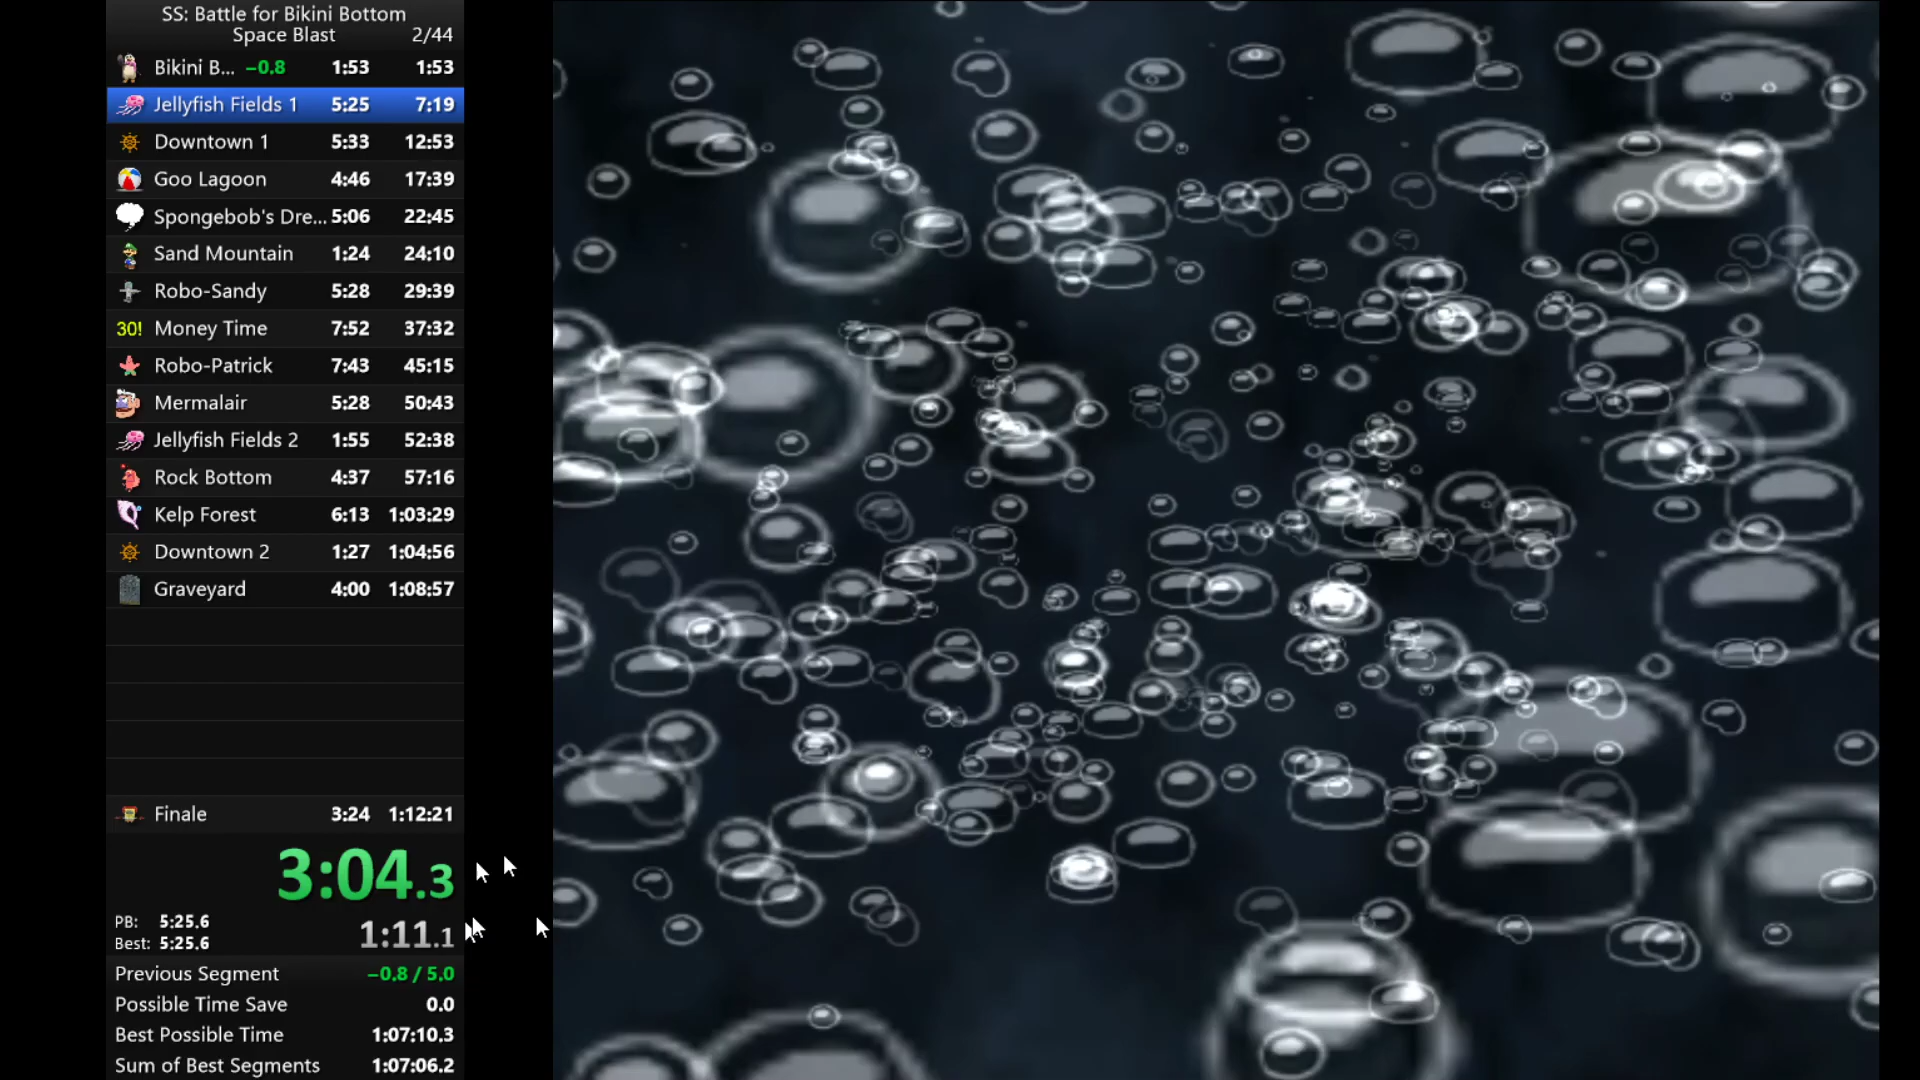 SS: Battle for Bikini Bottom
Space Blast 2/44
Bikini B... −0.8 1:53 1:53
Jellyfish Fields 1 5:25 7:19
Downtown 1 5:33 12:53
Goo Lagoon 4:46 17:39
Spongebob's Dre... 5:06 22:45
Sand Mountain 1:24 24:10
Robo-Sandy 5:28 29:39
30! Money Time 7:52 37:32
Robo-Patrick 7:43 45:15
Mermalair 5:28 50:43
Jellyfish Fields 2 1:55 52:38
Rock Bottom 4:37 57:16
Kelp Forest 6:13 1:03:29
Downtown 2 1:27 1:04:56
Graveyard 4:00 1:08:57
Finale 3:24 1:12:21
3:04.3
PB: 5:25.6
Best: 5:25.6
1:11.1
Previous Segment −0.8 / 5.0
Possible Time Save 0.0
Best Possible Time 1:07:10.3
Sum of Best Segments 1:07:06.2